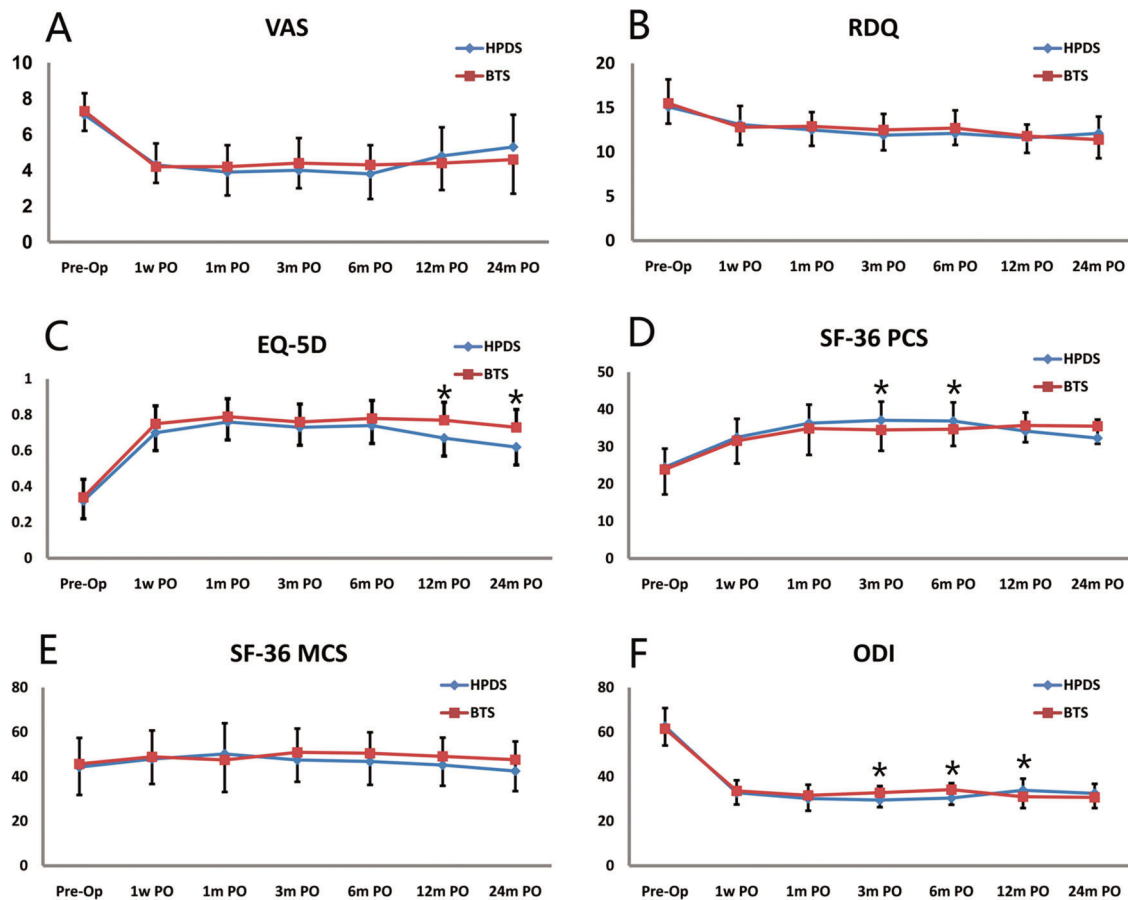 A
VAS
HPDS
BTS
10
8
6
4
2
0
Pre-Op 1w PO 1m PO 3m PO 6m PO 12m PO 24m PO
B
RDQ
HPDS
BTS
20
15
10
5
0
Pre-Op 1w PO 1m PO 3m PO 6m PO 12m PO 24m PO
C
EQ-5D
HPDS
BTS
1
0.8
0.6
0.4
0.2
0
* *
Pre-Op 1w PO 1m PO 3m PO 6m PO 12m PO 24m PO
D
SF-36 PCS
HPDS
BTS
50
40
30
20
10
0
* *
Pre-Op 1w PO 1m PO 3m PO 6m PO 12m PO 24m PO
E
SF-36 MCS
HPDS
BTS
80
60
40
20
0
Pre-Op 1w PO 1m PO 3m PO 6m PO 12m PO 24m PO
F
ODI
HPDS
BTS
80
60
40
20
0
* * *
Pre-Op 1w PO 1m PO 3m PO 6m PO 12m PO 24m PO